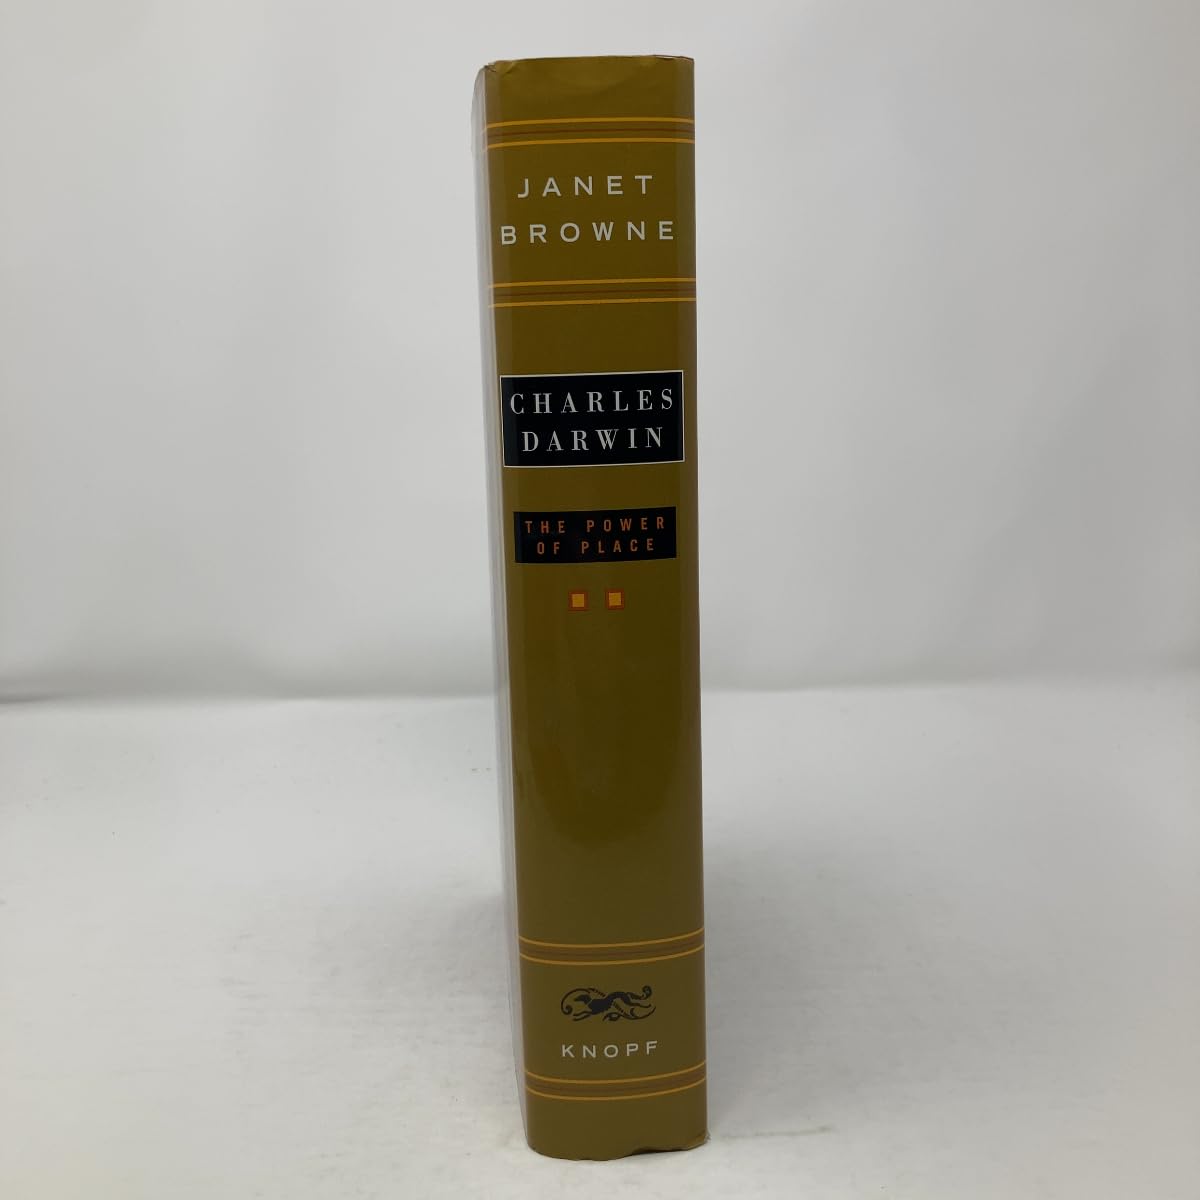 JANET
BROWNE
CHARLES
DARWIN
THE POWER
OF PLACE
KNOPF